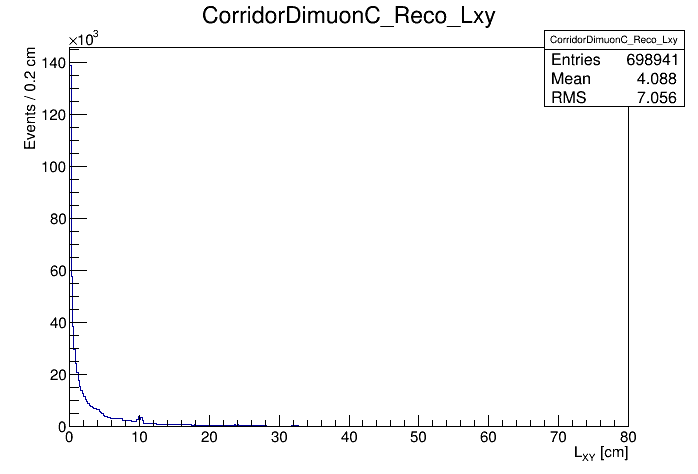 CorridorDimuonC_Reco_Lxy
×10³
CorridorDimuonC_Reco_Lxy
Entries 698941
Mean 4.088
RMS 7.056
Events / 0.2 cm
140
120
100
80
60
40
20
0
0 10 20 30 40 50 60 70 80
L_XY [cm]